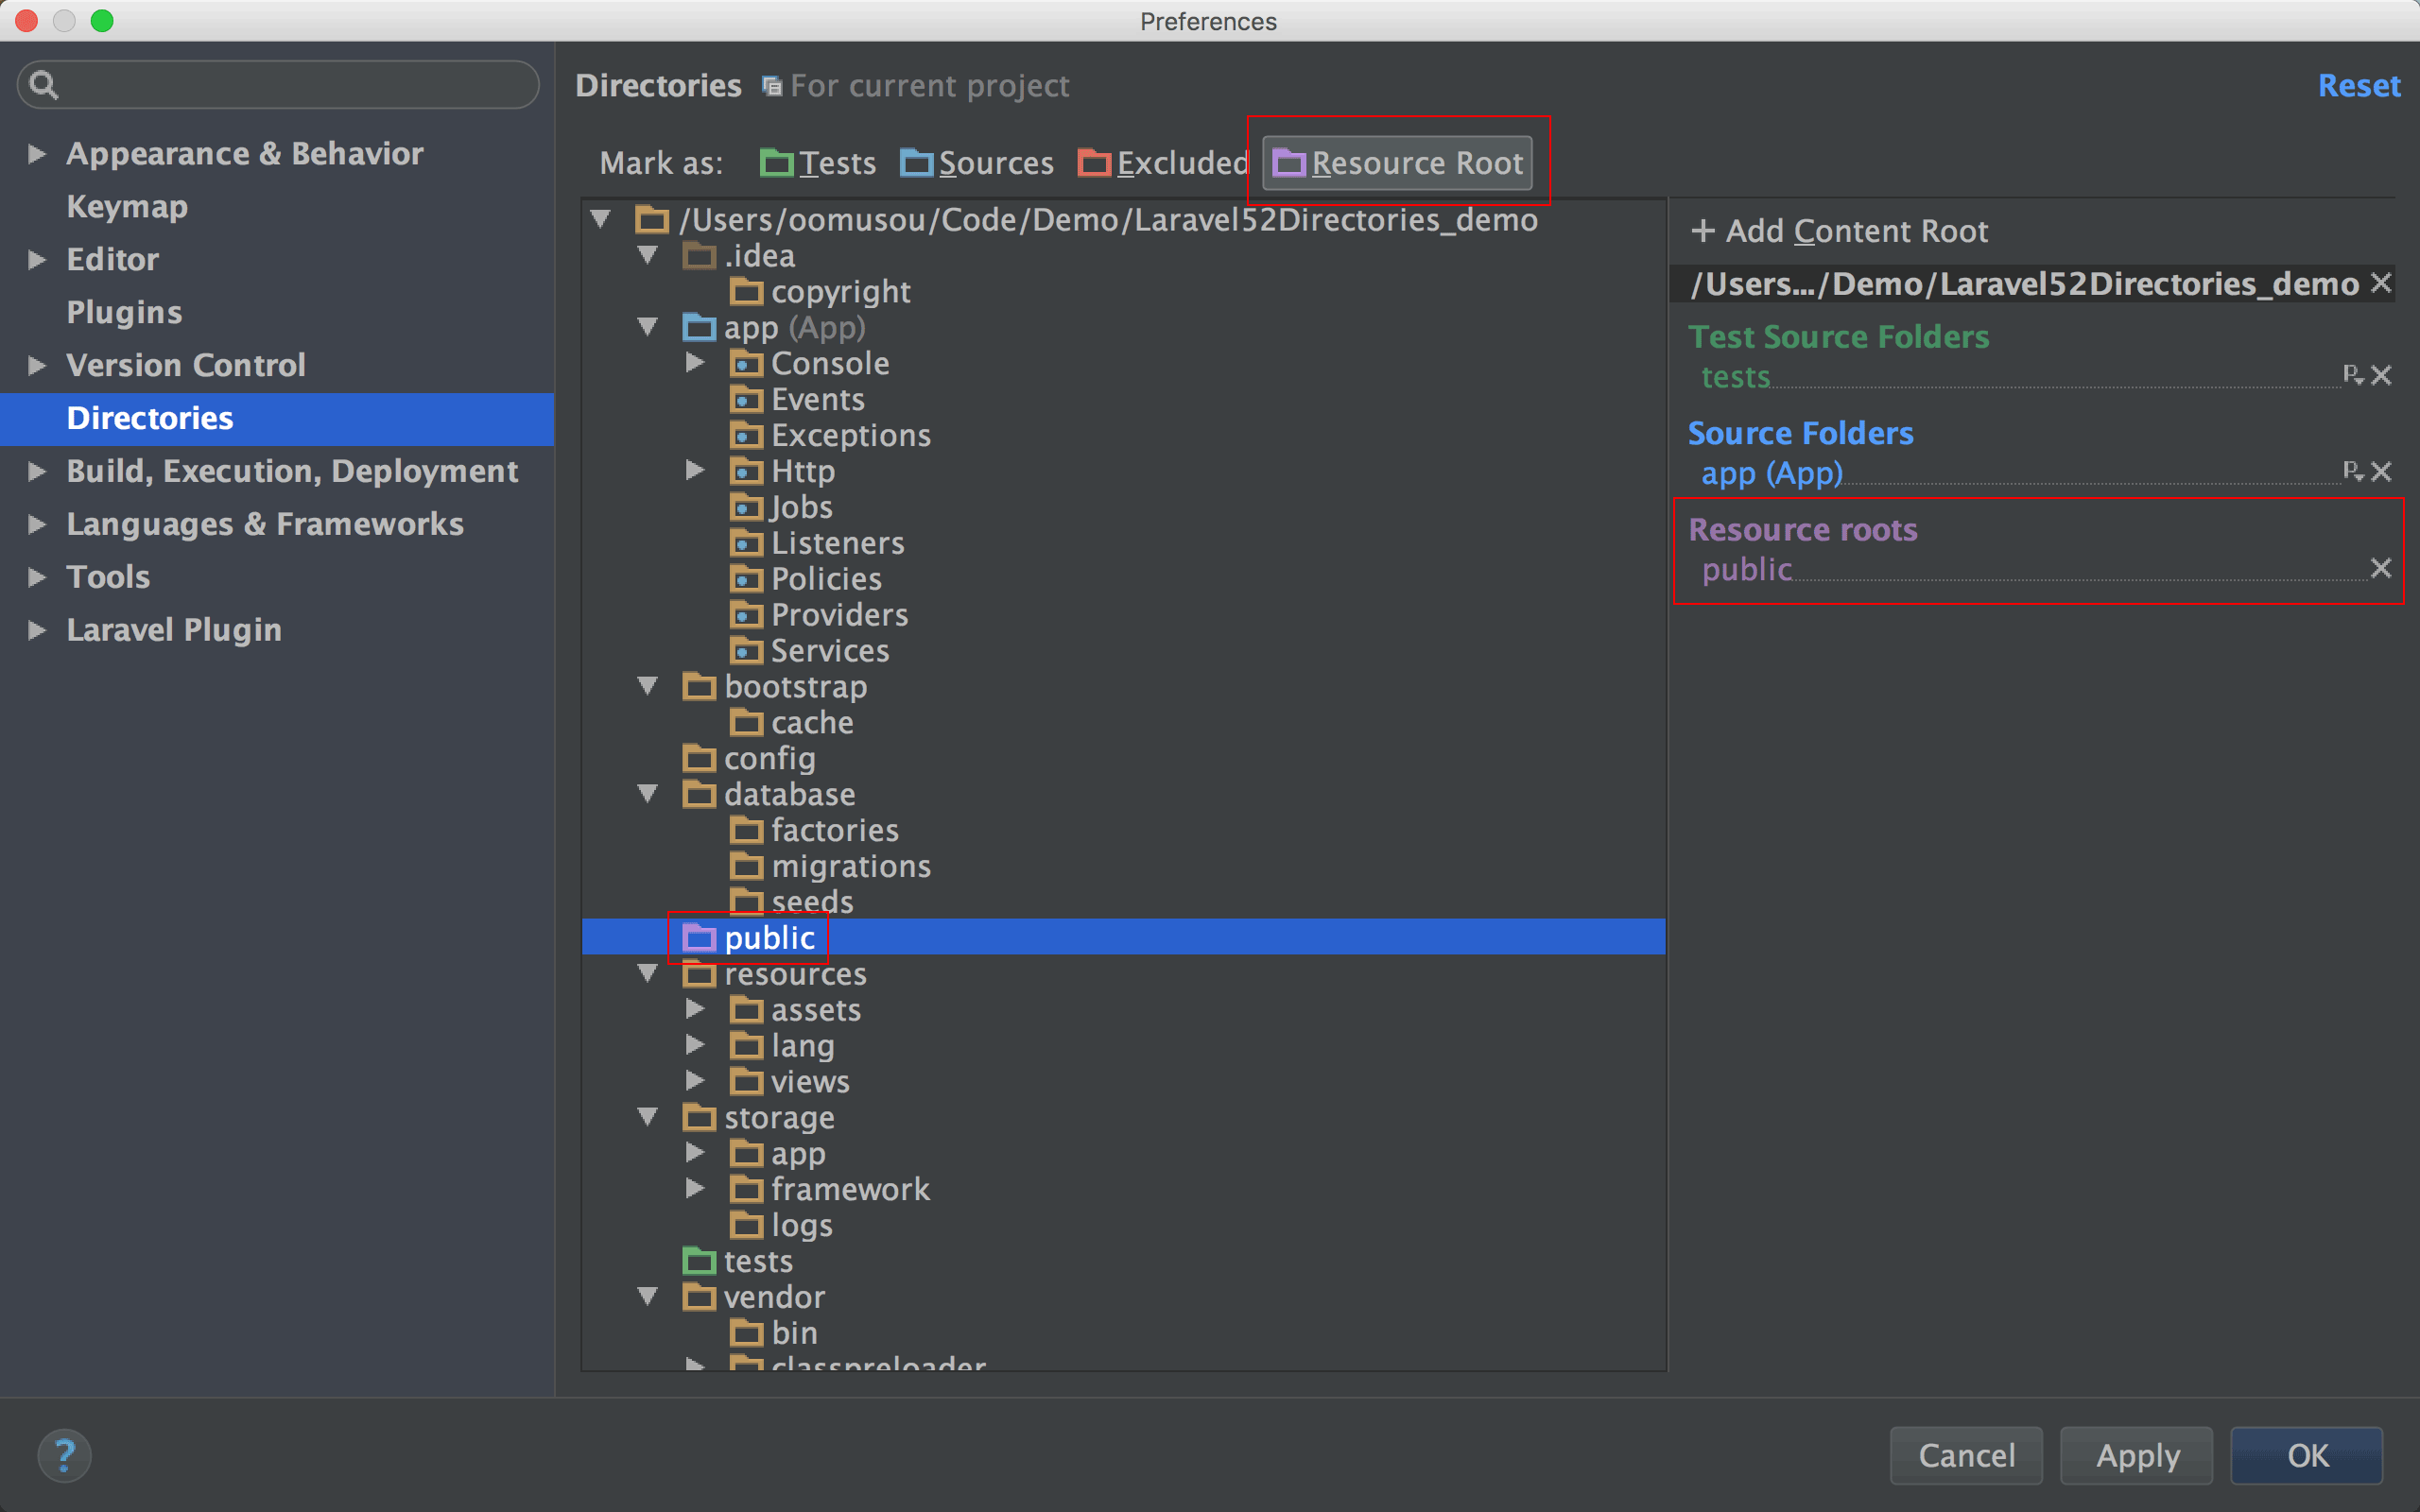 Preferences
Appearance & Behavior
Keymap
Editor
Plugins
Version Control
Directories
Build, Execution, Deployment
Languages & Frameworks
Tools
Laravel Plugin
Directories For current project
Reset
Mark as: Tests Sources Excluded Resource Root
/Users/oomusou/Code/Demo/Laravel52Directories_demo
.idea
copyright
app (App)
Console
Events
Exceptions
Http
Jobs
Listeners
Policies
Providers
Services
bootstrap
cache
config
database
factories
migrations
seeds
public
resources
assets
lang
views
storage
app
framework
logs
tests
vendor
bin
classpreloader
+ Add Content Root
/Users.../Demo/Laravel52Directories_demo
Test Source Folders
tests
Source Folders
app (App)
Resource roots
public
?
Cancel
Apply
OK